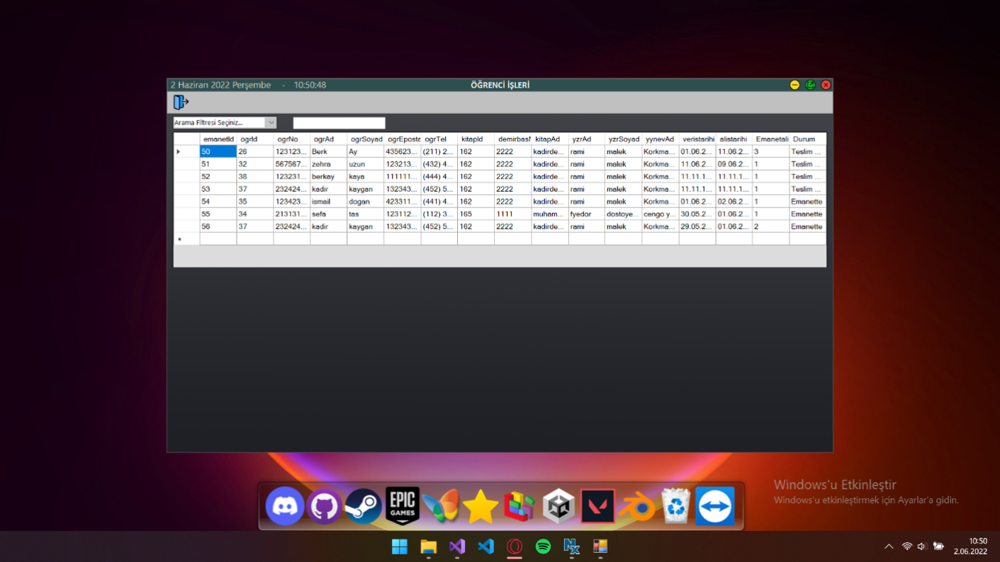 2 Haziran 2022 Perşembe - 10:50:48 ÖĞRENCİ İŞLERİ
Arama Filtresi Seçiniz...
emanetId ogrId ogrNo ogrAd ogrSoyad ogrEposta ogrTel kitapId demirbasN kitapAd yzrAd yzrSoyad yynevAd veristarihi alistarihi Emanetali Durum
50 26 123123... Berk Ay 435623... (211) 2... 162 2222 kadirde... rami malek Korkma... 01.06.2... 11.06.2... 3 Teslim ...
51 32 567567... zehra uzun 123213... (432) 4... 162 2222 kadirde... rami malek Korkma... 11.06.2... 09.06.2... 1 Teslim ...
52 38 123231... berkay kaya 111111... (444) 4... 162 2222 kadirde... rami malek Korkma... 11.11.1... 11.11.1... 1 Teslim ...
53 37 232424... kadir kaygan 132343... (452) 5... 162 2222 kadirde... rami malek Korkma... 11.11.1... 11.11.1... 1 Teslim ...
54 35 123423... ismail dogan 423311... (441) 4... 162 2222 kadirde... rami malek Korkma... 01.06.2... 02.06.2... 1 Emanette
55 34 213131... sefa tas 123112... (112) 3... 165 1111 muham... fyedor dostoye... cengo y... 30.05.2... 01.06.2... 1 Emanette
56 37 232424... kadir kaygan 132343... (452) 5... 162 2222 kadirde... rami malek Korkma... 29.05.2... 01.06.2... 2 Emanette
Windows'u Etkinleştir
Windows'u etkinleştirmek için Ayarlar'a gidin.
EPIC
GAMES
10:50
2.06.2022